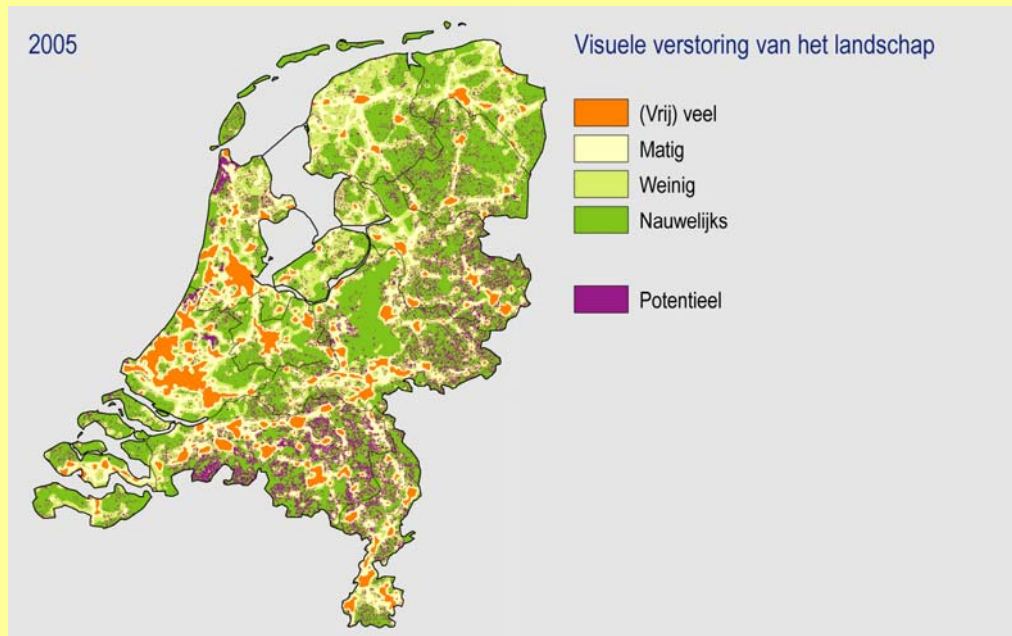 2005
Visuele verstoring van het landschap
(Vrij) veel
Matig
Weinig
Nauwelijks
Potentieel